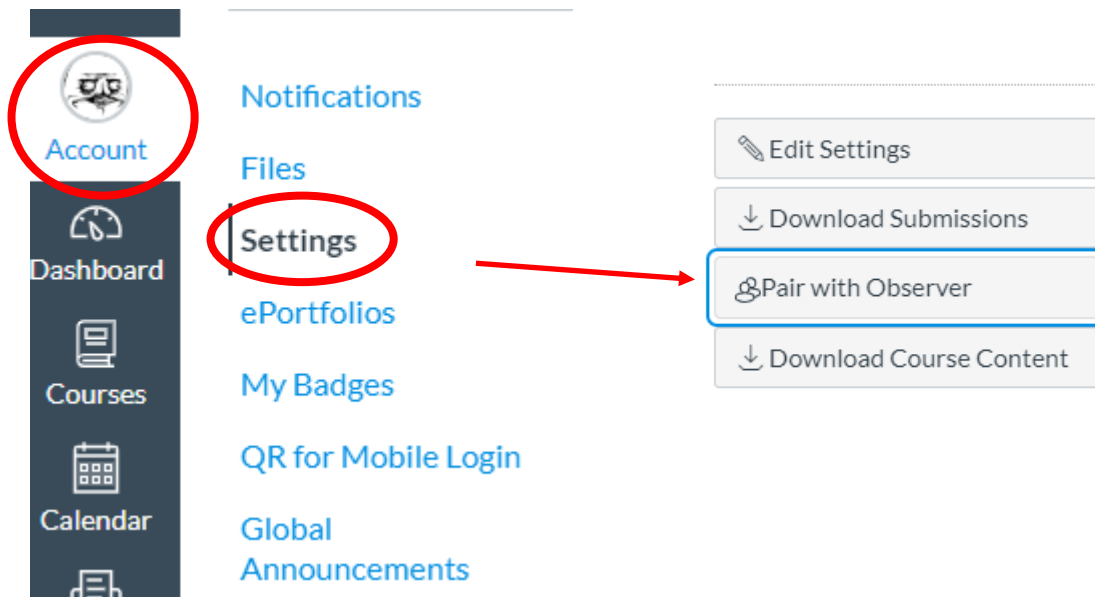 Account
Dashboard
Courses
Calendar
Notifications
Files
Settings
ePortfolios
My Badges
QR for Mobile Login
Global
Announcements
Edit Settings
Download Submissions
Pair with Observer
Download Course Content